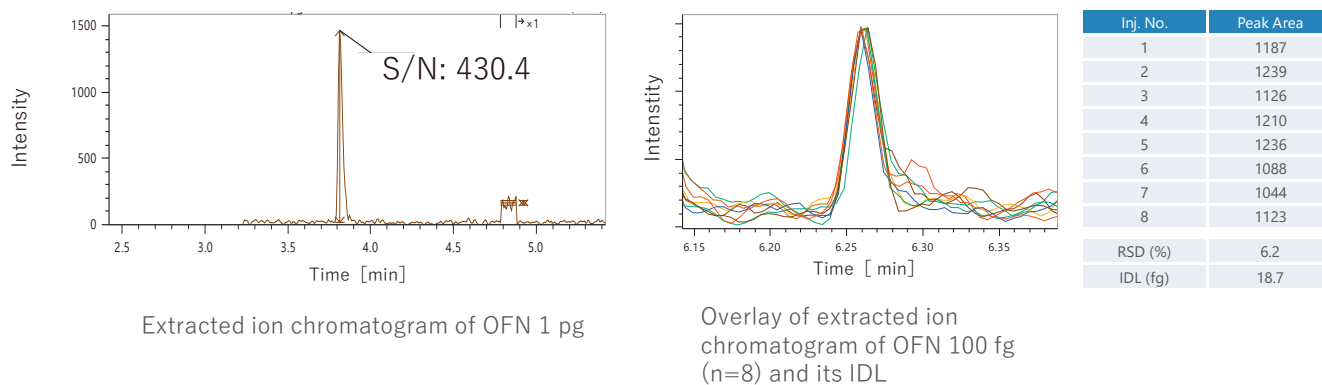 1500
1000
500
0
Intensity
×1
S/N: 430.4
2.5 3.0 3.5 4.0 4.5 5.0
Time [min]
Extracted ion chromatogram of OFN 1 pg
Intenstity
6.15 6.20 6.25 6.30 6.35
Time [ min]
Overlay of extracted ion
chromatogram of OFN 100 fg
(n=8) and its IDL
Inj. No. Peak Area
1 1187
2 1239
3 1126
4 1210
5 1236
6 1088
7 1044
8 1123
RSD (%) 6.2
IDL (fg) 18.7